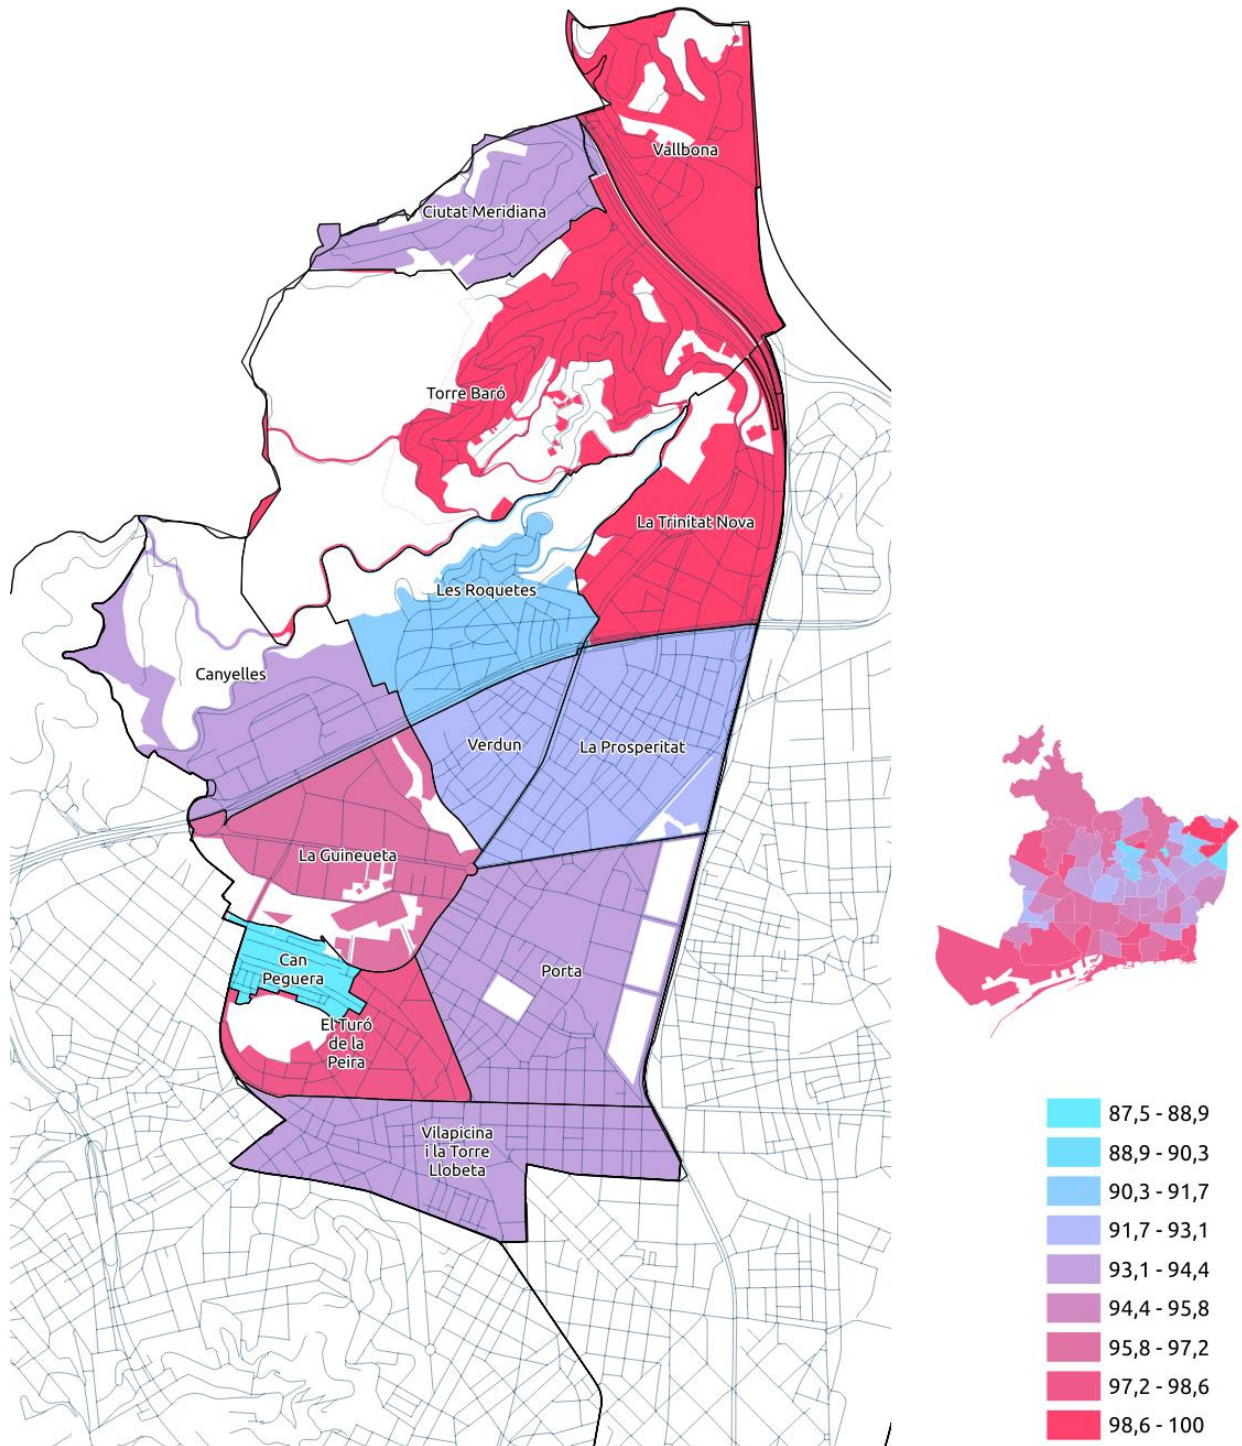 Vallbona
Ciutat Meridiana
Torre Baró
La Trinitat Nova
Les Roquetes
Canyelles
Verdun
La Prosperitat
La Guineueta
Can
Peguera
Porta
El Turó
de la
Peira
Vilapicina
i la Torre
Llobeta
87,5 - 88,9
88,9 - 90,3
90,3 - 91,7
91,7 - 93,1
93,1 - 94,4
94,4 - 95,8
95,8 - 97,2
97,2 - 98,6
98,6 - 100